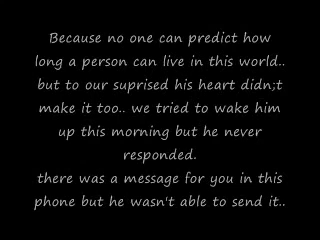 Because no one can predict how
long a person can live in this world..
but to our suprised his heart didn;t
make it too.. we tried to wake him
up this morning but he never
responded.
there was a message for you in this
phone but he wasn't able to send it..